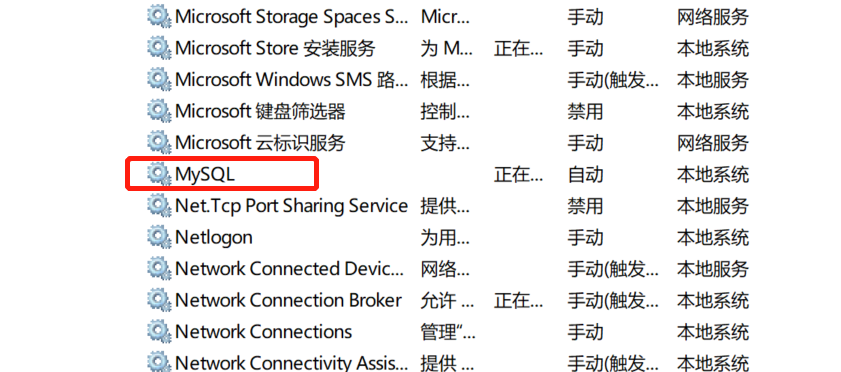 Microsoft Storage Spaces S... Micr... 手动 网络服务
Microsoft Store 安装服务 为 M... 正在... 手动 本地系统
Microsoft Windows SMS 路... 根据... 手动(触发... 本地服务
Microsoft 键盘筛选器 控制... 禁用 本地系统
Microsoft 云标识服务 支持... 手动 网络服务
MySQL 正在... 自动 本地系统
Net.Tcp Port Sharing Service 提供... 禁用 本地服务
Netlogon 为用... 手动 本地系统
Network Connected Devic... 网络... 手动(触发... 本地服务
Network Connection Broker 允许 ... 正在... 手动(触发... 本地系统
Network Connections 管理“... 手动 本地系统
Network Connectivity Assis... 提供 ... 手动(触发... 本地系统